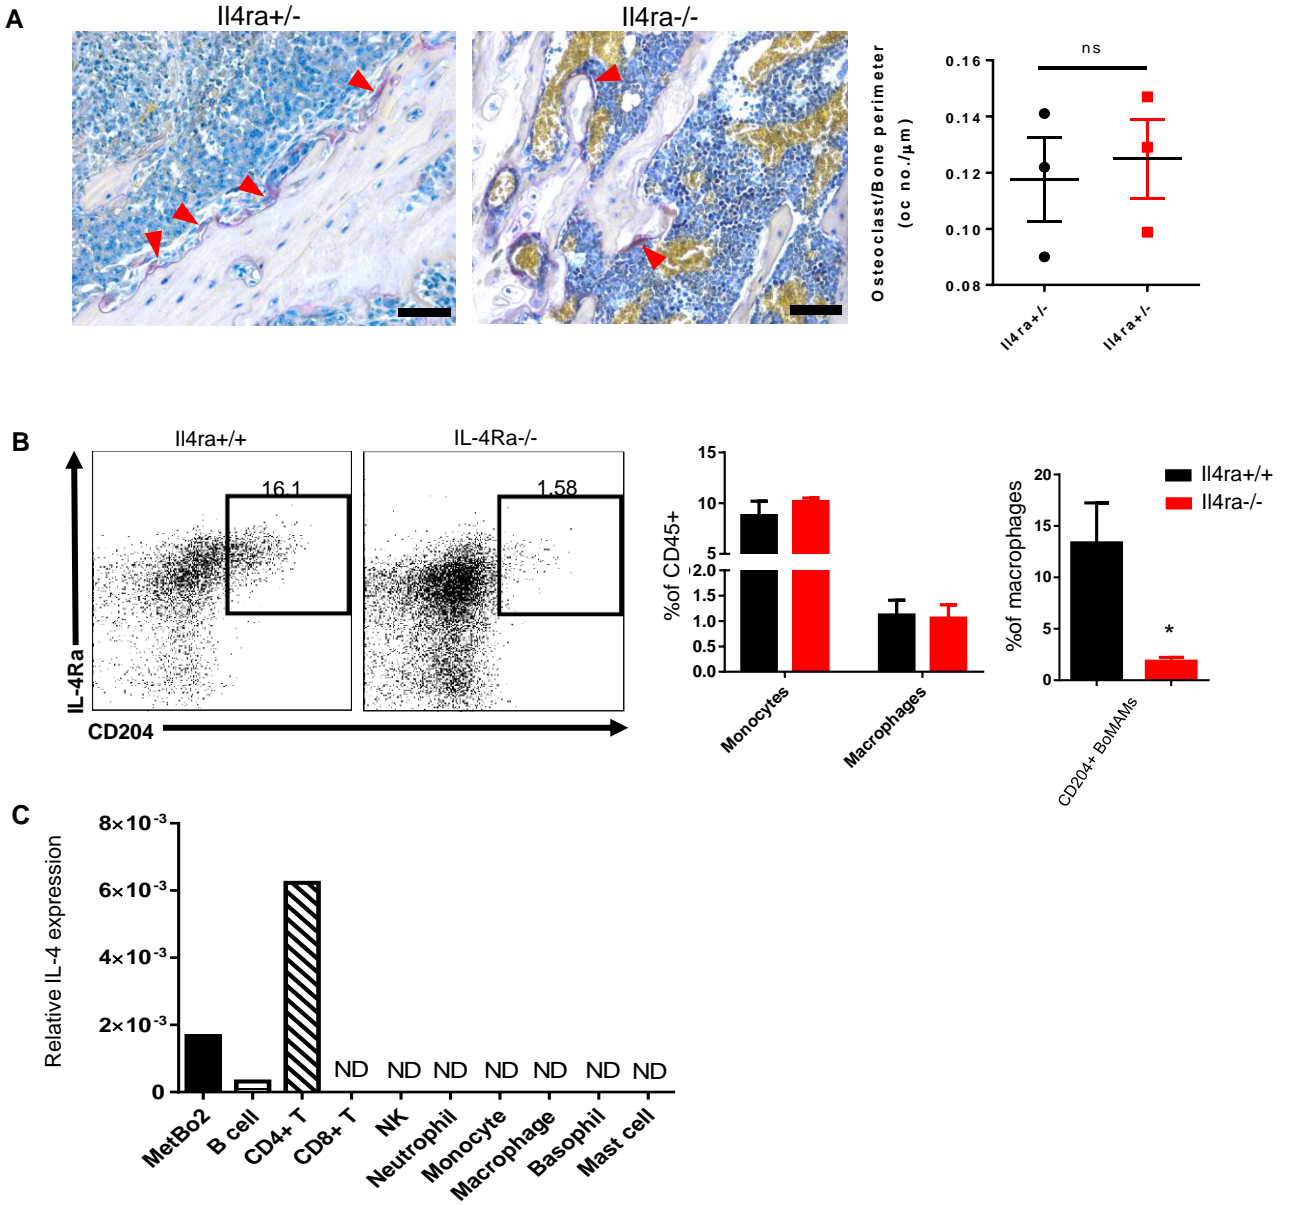 A
Il4ra+/-
Il4ra-/-
Osteoclast/Bone perimeter
(oc no./μm)
ns
0.16
0.14
0.12
0.10
0.08
Il4ra+/-
Il4ra+/-
B
Il4ra+/+
IL-4Ra-/-
16.1
1.58
IL-4Ra
CD204
%of CD45+
15
10
5
2.0
1.5
1.0
0.5
0.0
Monocytes
Macrophages
%of macrophages
20
15
10
5
0
*
CD204+ BoMAMs
Il4ra+/+
Il4ra-/-
C
Relative IL-4 expression
8×10-3
6×10-3
4×10-3
2×10-3
0
ND ND ND ND ND ND ND
MetBo2
B cell
CD4+ T
CD8+ T
NK
Neutrophil
Monocyte
Macrophage
Basophil
Mast cell